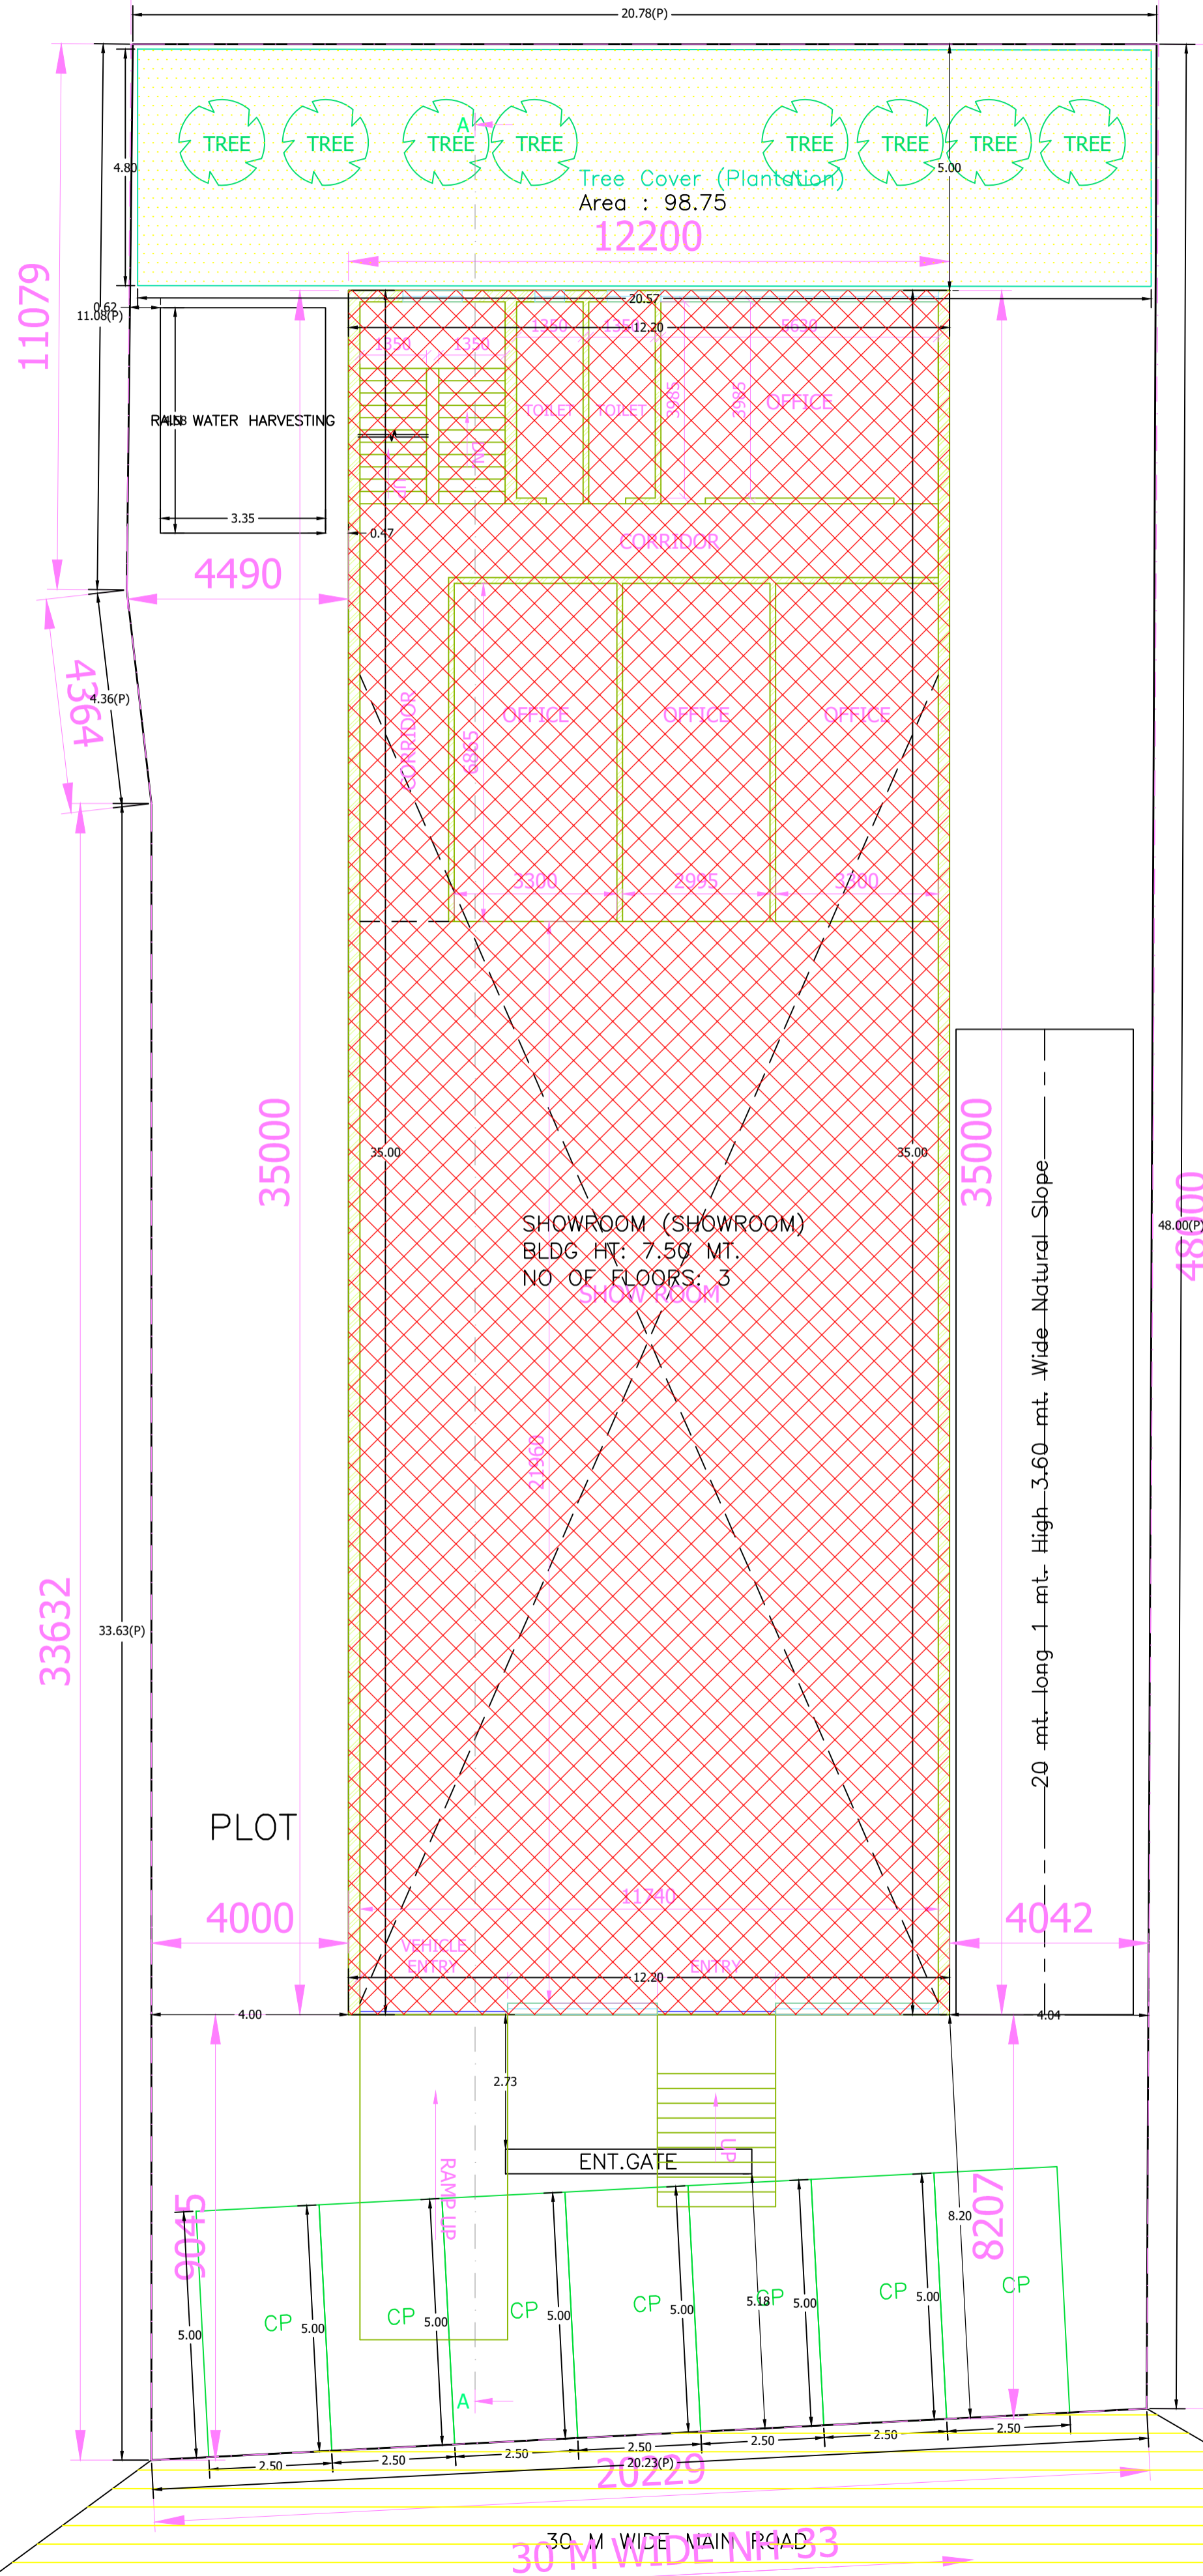 20.78(P)
TREE TREE TREE TREE TREE TREE TREE TREE
A
4.80
5.00
Tree Cover (Plantation)
Area : 98.75
12200
11079
11.08(P)
0.62
20.57
12.20
1350 1350 5630
1350 1350
TOILET TOILET
3985 3985
OFFICE
RAIN WATER HARVESTING
4.58
DN
UP
3.35
0.47
CORRIDOR
4490
4364
4.36(P)
CORRIDOR
OFFICE OFFICE OFFICE
6865
3300 2995 3300
35000
35.00
35.00
35000
48000
48.00(P)
SHOWROOM (SHOWROOM)
BLDG HT: 7.50 MT.
NO OF FLOORS: 3
SHOW ROOM
20 mt. long 1 mt. High 3.60 mt. Wide Natural Slope
21960
33632
33.63(P)
PLOT
11740
4000
4042
VEHICLE
ENTRY
ENTRY
12.20
4.00
4.04
2.73
UP
ENT.GATE
RAMP UP
9045
8207
8.20
CP CP CP CP CP CP CP
5.00 5.00 5.00 5.00 5.00 5.18 5.00 5.00
A
2.50 2.50 2.50 2.50 2.50 2.50 2.50
20.23(P)
20229
30 M WIDE MAIN ROAD
30 M WIDE NH-33